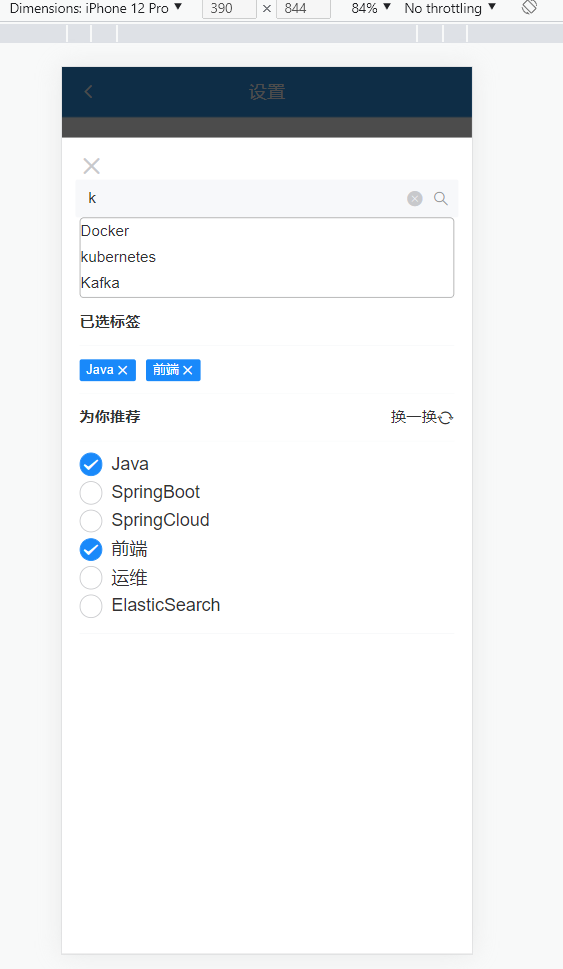 Dimensions: iPhone 12 Pro ▼ 390 × 844 84% ▼ No throttling ▼
设置
k
Docker
kubernetes
Kafka
已选标签
Java 前端
为你推荐 换一换
Java
SpringBoot
SpringCloud
前端
运维
ElasticSearch